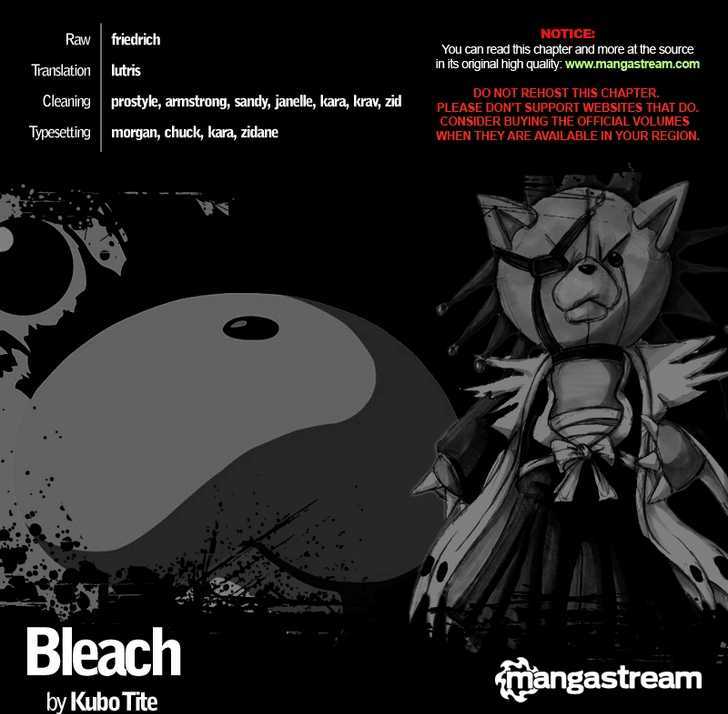 Raw friedrich
Translation lutris
Cleaning prostyle, armstrong, sandy, janelle, kara, krav, zid
Typesetting morgan, chuck, kara, zidane
NOTICE:
You can read this chapter and more at the source
in its original high quality: www.mangastream.com
DO NOT REHOST THIS CHAPTER.
PLEASE DON'T SUPPORT WEBSITES THAT DO.
CONSIDER BUYING THE OFFICIAL VOLUMES
WHEN THEY ARE AVAILABLE IN YOUR REGION.
Bleach
by Kubo Tite
mangastream